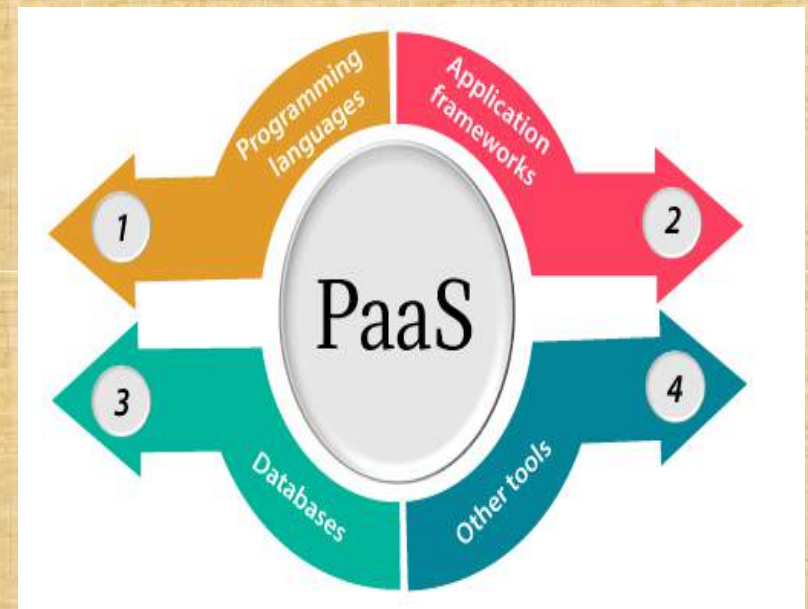 Programming
languages
Application
frameworks
1
2
PaaS
3
4
Databases
Other tools